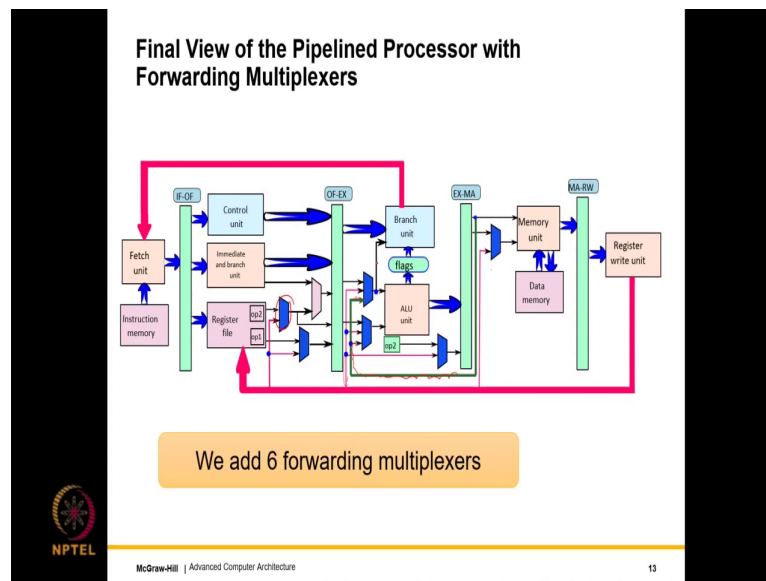 Final View of the Pipelined Processor with
Forwarding Multiplexers
IF-OF
OF-EX
EX-MA
MA-RW
Control
unit
Branch
unit
Memory
unit
Register
write unit
Fetch
unit
Immediate
and branch
unit
flags
Instruction
memory
Register
file
op2
op1
ALU
unit
op2
Data
memory
We add 6 forwarding multiplexers
NPTEL
McGraw-Hill | Advanced Computer Architecture
13